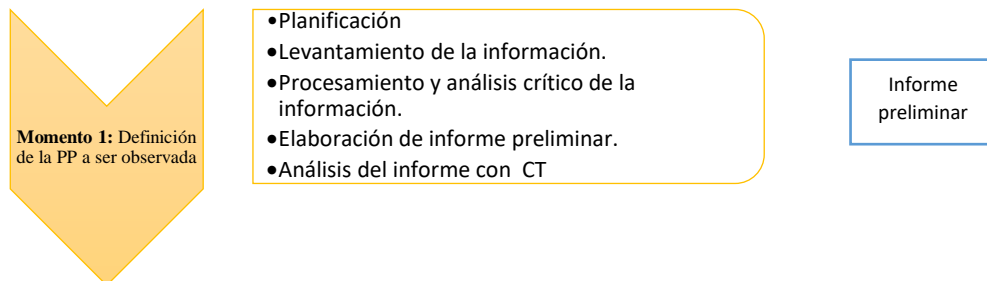 Momento 1: Definición
de la PP a ser observada
•Planificación
•Levantamiento de la información.
•Procesamiento y análisis crítico de la
información.
•Elaboración de informe preliminar.
•Análisis del informe con CT
Informe
preliminar